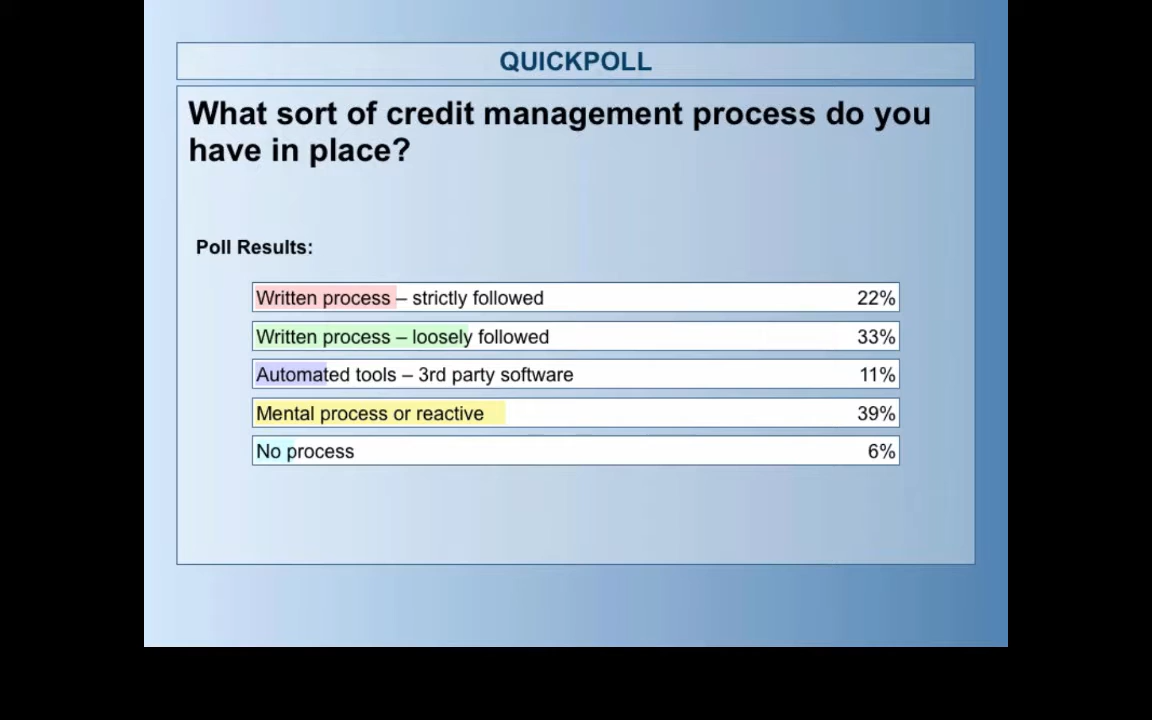 QUICKPOLL
What sort of credit management process do you
have in place?
Poll Results:
Written process – strictly followed 22%
Written process – loosely followed 33%
Automated tools – 3rd party software 11%
Mental process or reactive 39%
No process 6%